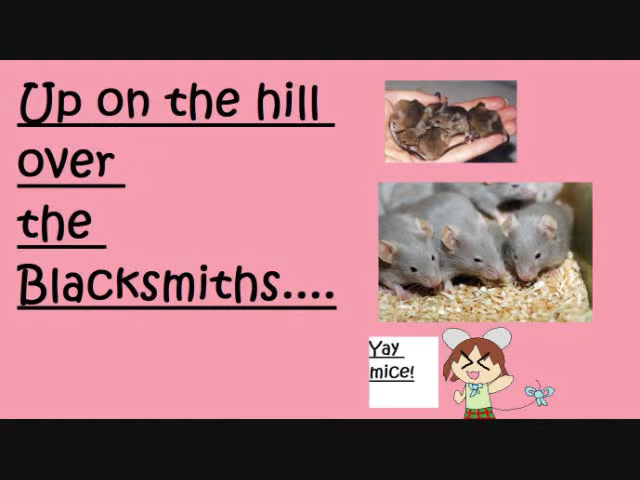 Up on the hill
over
the
Blacksmiths....
Yay
mice!